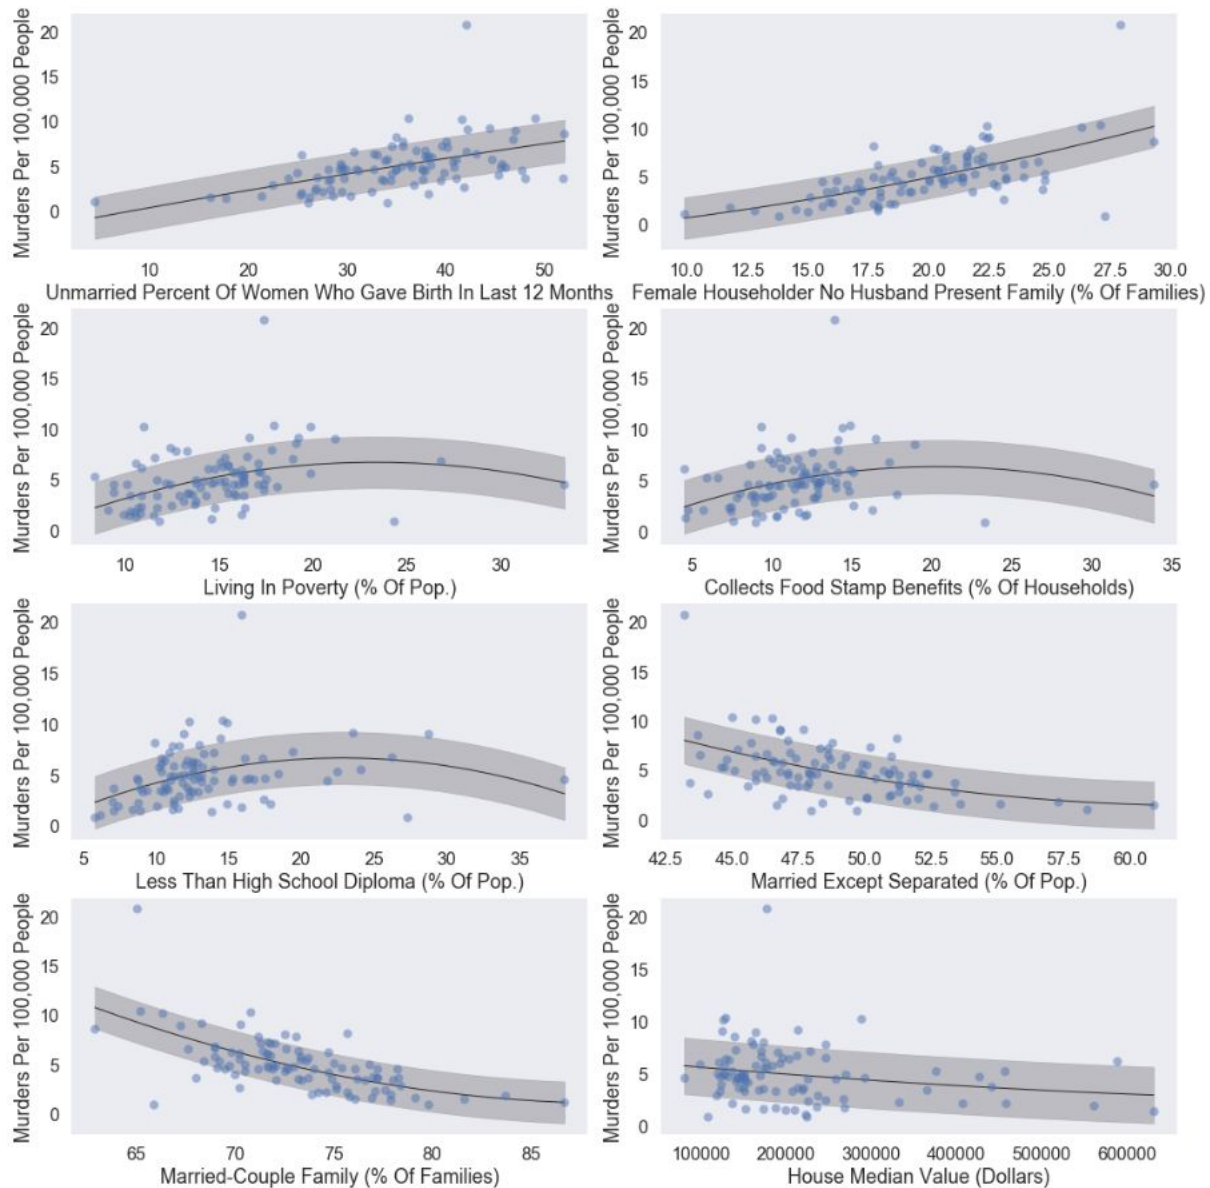 Murders Per 100,000 People
20
15
10
5
0
10 20 30 40 50
Unmarried Percent Of Women Who Gave Birth In Last 12 Months
Murders Per 100,000 People
20
15
10
5
0
10.0 12.5 15.0 17.5 20.0 22.5 25.0 27.5 30.0
Female Householder No Husband Present Family (% Of Families)
Murders Per 100,000 People
20
15
10
5
0
10 15 20 25 30
Living In Poverty (% Of Pop.)
Murders Per 100,000 People
20
15
10
5
0
5 10 15 20 25 30 35
Collects Food Stamp Benefits (% Of Households)
Murders Per 100,000 People
20
15
10
5
0
5 10 15 20 25 30 35
Less Than High School Diploma (% Of Pop.)
Murders Per 100,000 People
20
15
10
5
0
42.5 45.0 47.5 50.0 52.5 55.0 57.5 60.0
Married Except Separated (% Of Pop.)
Murders Per 100,000 People
20
15
10
5
0
65 70 75 80 85
Married-Couple Family (% Of Families)
Murders Per 100,000 People
20
15
10
5
0
100000 200000 300000 400000 500000 600000
House Median Value (Dollars)